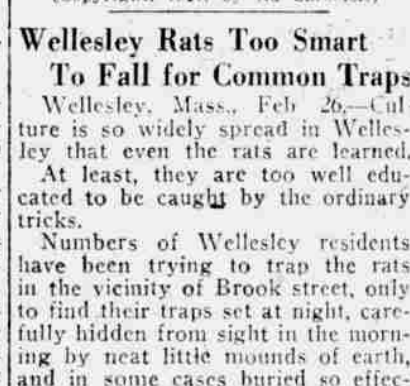 Wellesley Rats Too Smart
To Fall for Common Traps
Wellesley, Mass., Feb 26.—Cul
ture is so widely spread in Welles-
ley that even the rats are learned.
At least, they are too well edu-
cated to be caught by the ordinary
tricks.
Numbers of Wellesley residents
have been trying to trap the rats
in the vicinity of Brook street, only
to find their traps set at night, care-
fully hidden from sight in the morn-
ing by neat little mounds of earth,
and in some cases buried so effec-